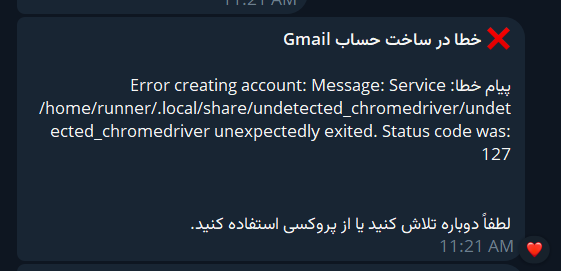 11:21 AM
❌ خطا در ساخت حساب Gmail
پیام خطا: Error creating account: Message: Service
/home/runner/.local/share/undetected_chromedriver/undet
ected_chromedriver unexpectedly exited. Status code was:
127
لطفاً دوباره تلاش کنید یا از پروکسی استفاده کنید.
11:21 AM